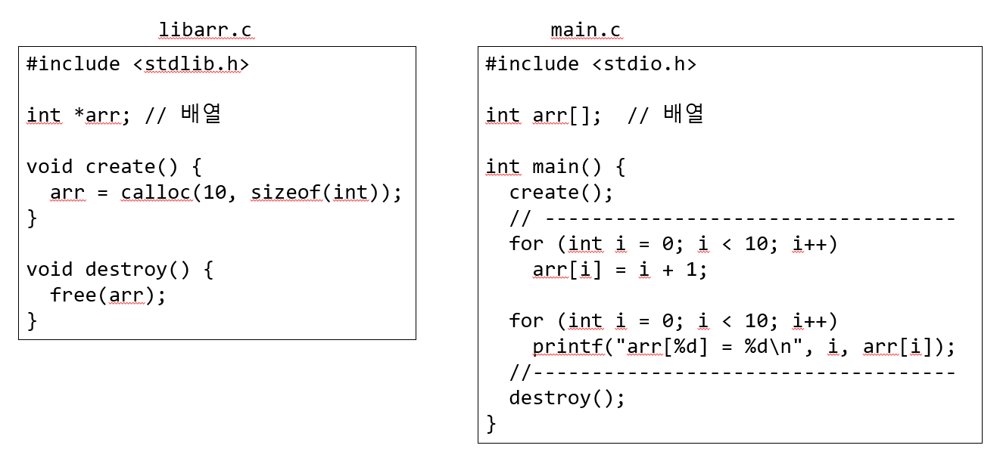 libarr.c
#include <stdlib.h>
int *arr; // 배열
void create() {
  arr = calloc(10, sizeof(int));
}
void destroy() {
  free(arr);
}
main.c
#include <stdio.h>
int arr[];  // 배열
int main() {
  create();
  // -----------------------------------
  for (int i = 0; i < 10; i++)
    arr[i] = i + 1;
  for (int i = 0; i < 10; i++)
    printf("arr[%d] = %d\n", i, arr[i]);
  //------------------------------------
  destroy();
}